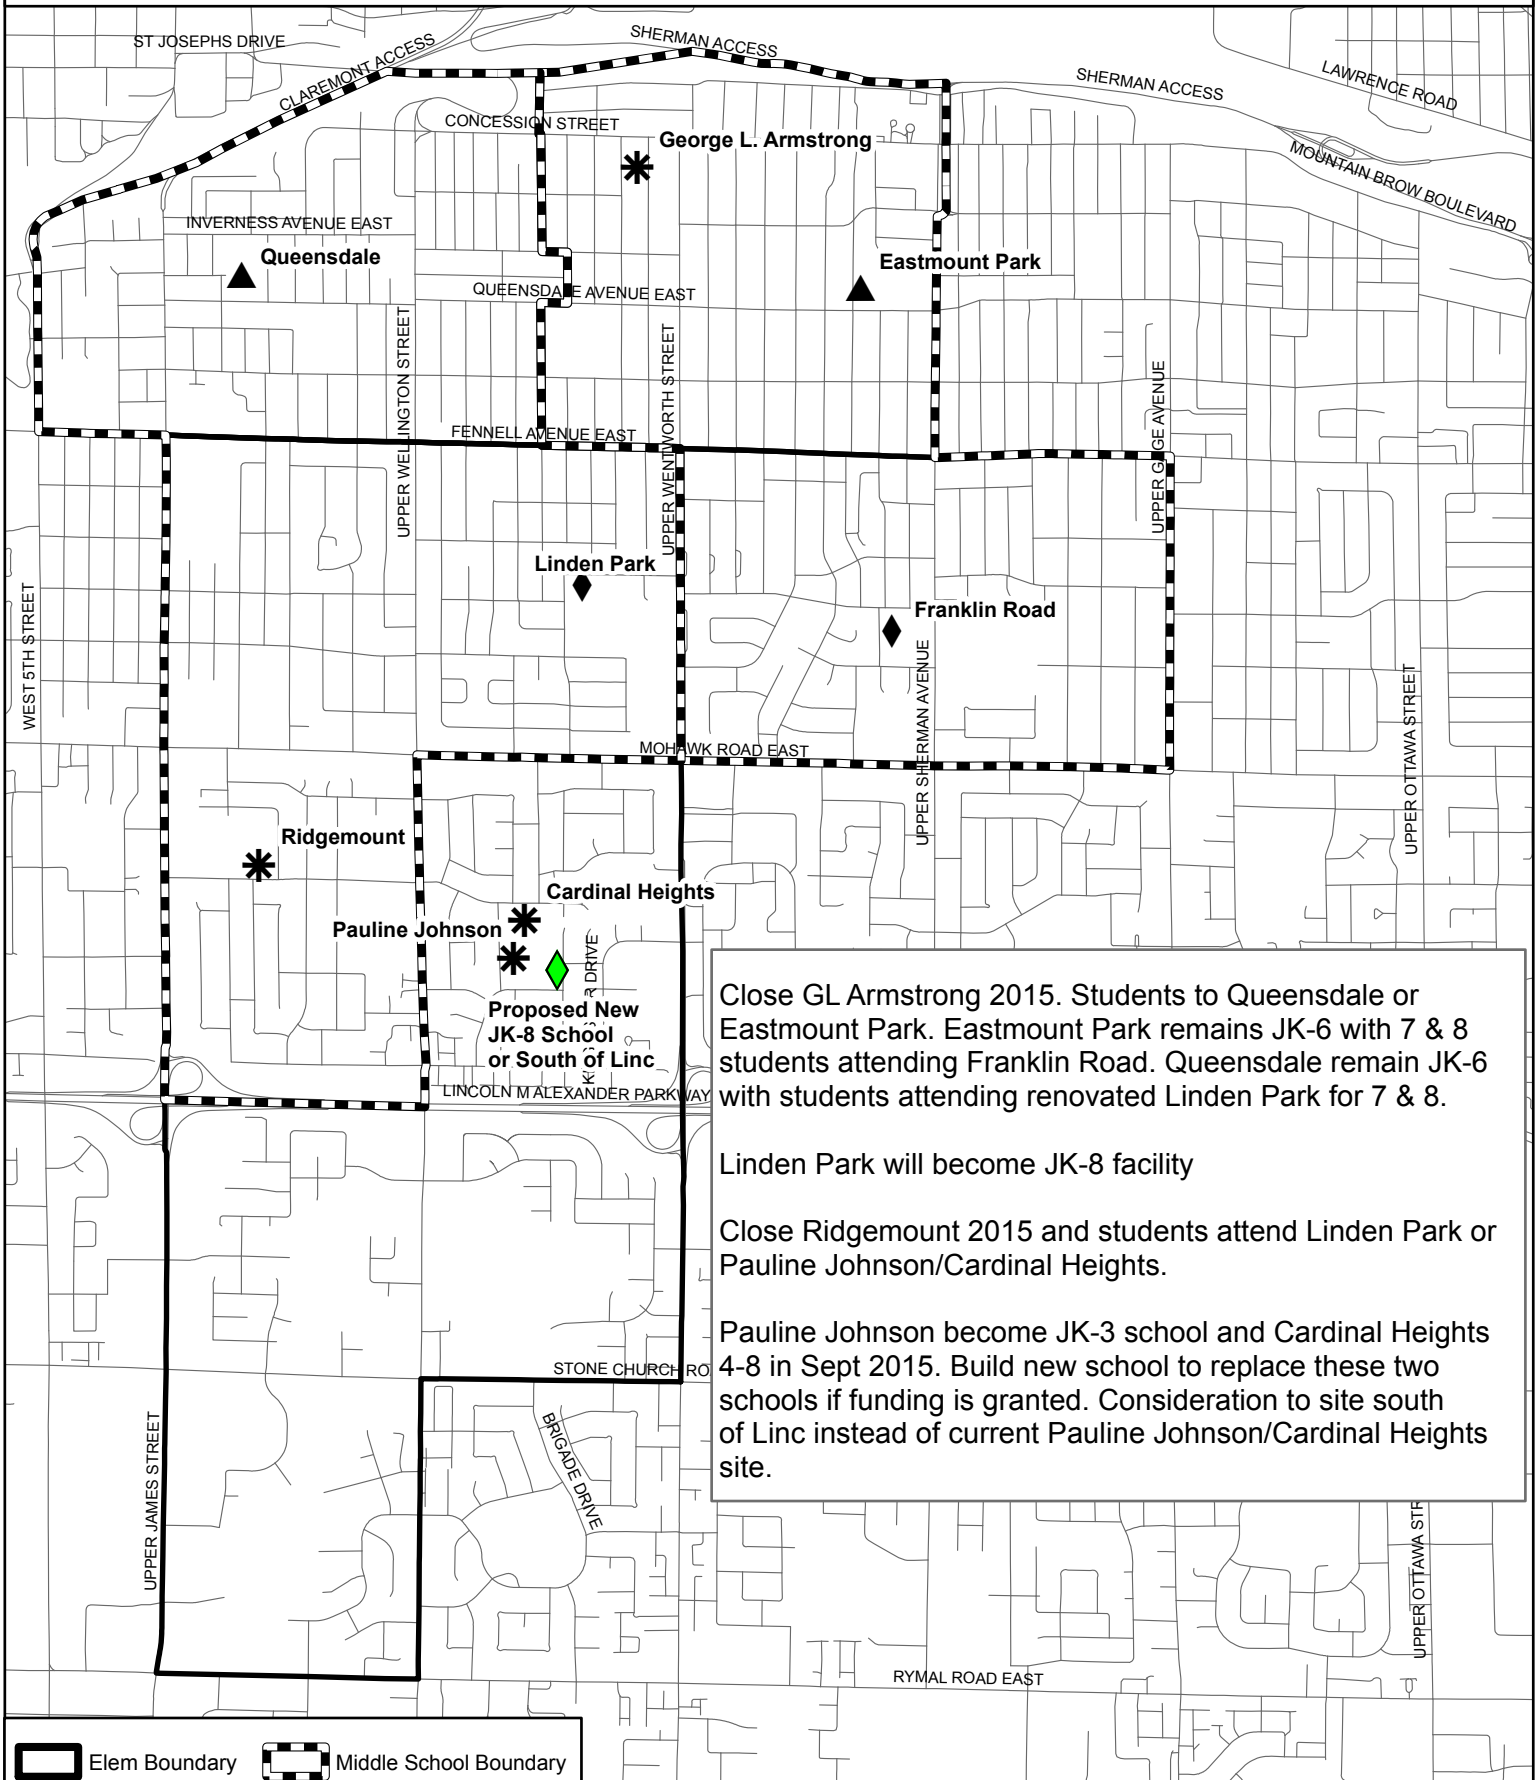 ST JOSEPHS DRIVE
CLAREMONT ACCESS
SHERMAN ACCESS
SHERMAN ACCESS
LAWRENCE ROAD
CONCESSION STREET
George L. Armstrong
MOUNTAIN BROW BOULEVARD
INVERNESS AVENUE EAST
Queensdale
Eastmount Park
QUEENSDALE AVENUE EAST
UPPER WELLINGTON STREET
UPPER WENTWORTH STREET
UPPER GAGE AVENUE
FENNELL AVENUE EAST
Linden Park
Franklin Road
WEST 5TH STREET
UPPER SHERMAN AVENUE
UPPER OTTAWA STREET
MOHAWK ROAD EAST
Ridgemount
Cardinal Heights
Pauline Johnson
DRIVE
Proposed New
JK-8 School
or South of Linc
LINCOLN M ALEXANDER PARKWAY
Close GL Armstrong 2015. Students to Queensdale or
Eastmount Park. Eastmount Park remains JK-6 with 7 & 8
students attending Franklin Road. Queensdale remain JK-6
with students attending renovated Linden Park for 7 & 8.
Linden Park will become JK-8 facility
Close Ridgemount 2015 and students attend Linden Park or
Pauline Johnson/Cardinal Heights.
Pauline Johnson become JK-3 school and Cardinal Heights
4-8 in Sept 2015. Build new school to replace these two
schools if funding is granted. Consideration to site south
of Linc instead of current Pauline Johnson/Cardinal Heights
site.
STONE CHURCH RO
UPPER JAMES STREET
BRIGADE DRIVE
UPPER OTTAWA STR
RYMAL ROAD EAST
Elem Boundary
Middle School Boundary